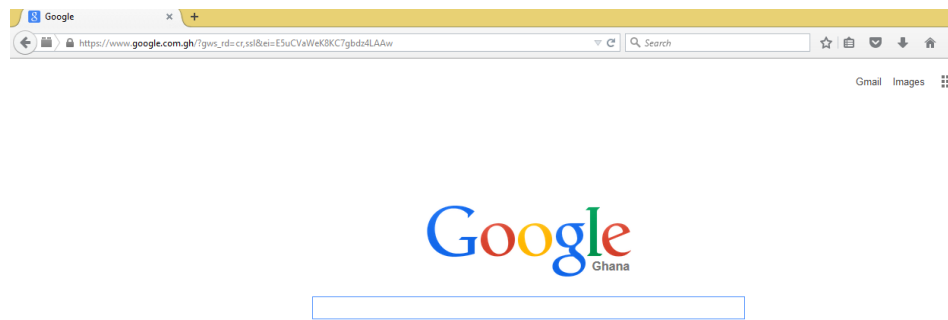 Google
https://www.google.com.gh/?gws_rd=cr,ssl&ei=E5uCVaWeK8KC7gbdz4LAAw
Search
Gmail Images
Google
Ghana